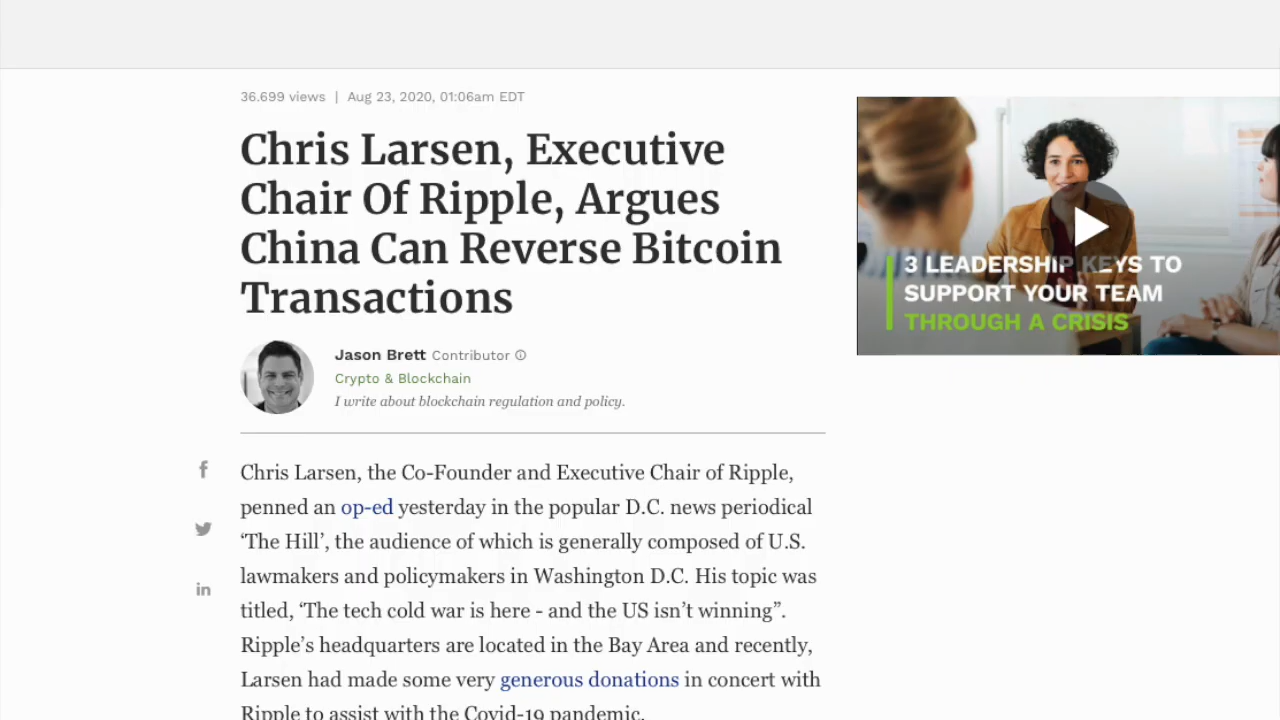 36.699 views | Aug 23, 2020, 01:06am EDT
Chris Larsen, Executive
Chair Of Ripple, Argues
China Can Reverse Bitcoin
Transactions
Jason Brett Contributor
Crypto & Blockchain
I write about blockchain regulation and policy.
Chris Larsen, the Co-Founder and Executive Chair of Ripple,
penned an op-ed yesterday in the popular D.C. news periodical
‘The Hill’, the audience of which is generally composed of U.S.
lawmakers and policymakers in Washington D.C. His topic was
titled, ‘The tech cold war is here - and the US isn’t winning”.
Ripple’s headquarters are located in the Bay Area and recently,
Larsen had made some very generous donations in concert with
Ripple to assist with the Covid-19 pandemic.
3 LEADERSHIP KEYS TO
SUPPORT YOUR TEAM
THROUGH A CRISIS